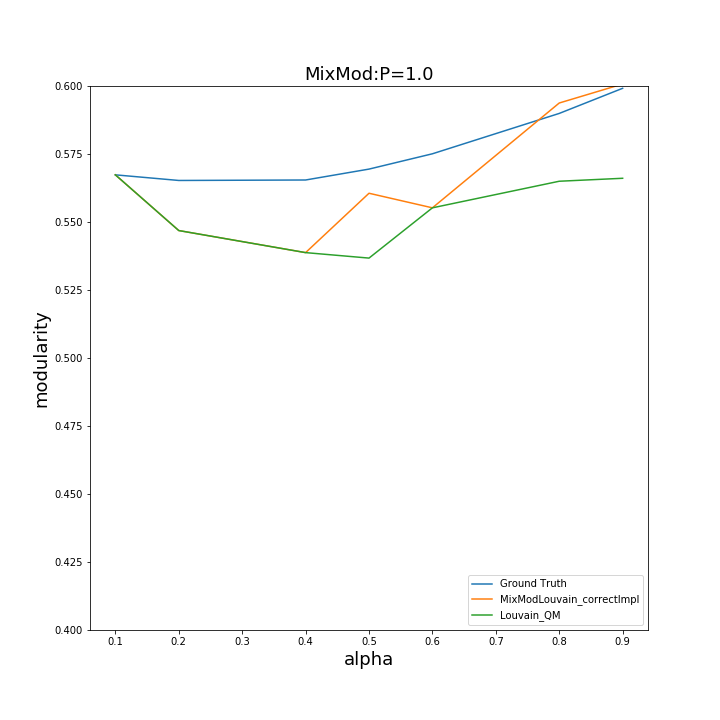 MixMod:P=1.0
0.600
0.575
0.550
0.525
0.500
0.475
0.450
0.425
0.400
modularity
0.1 0.2 0.3 0.4 0.5 0.6 0.7 0.8 0.9
alpha
Ground Truth
MixModLouvain_correctImpl
Louvain_QM